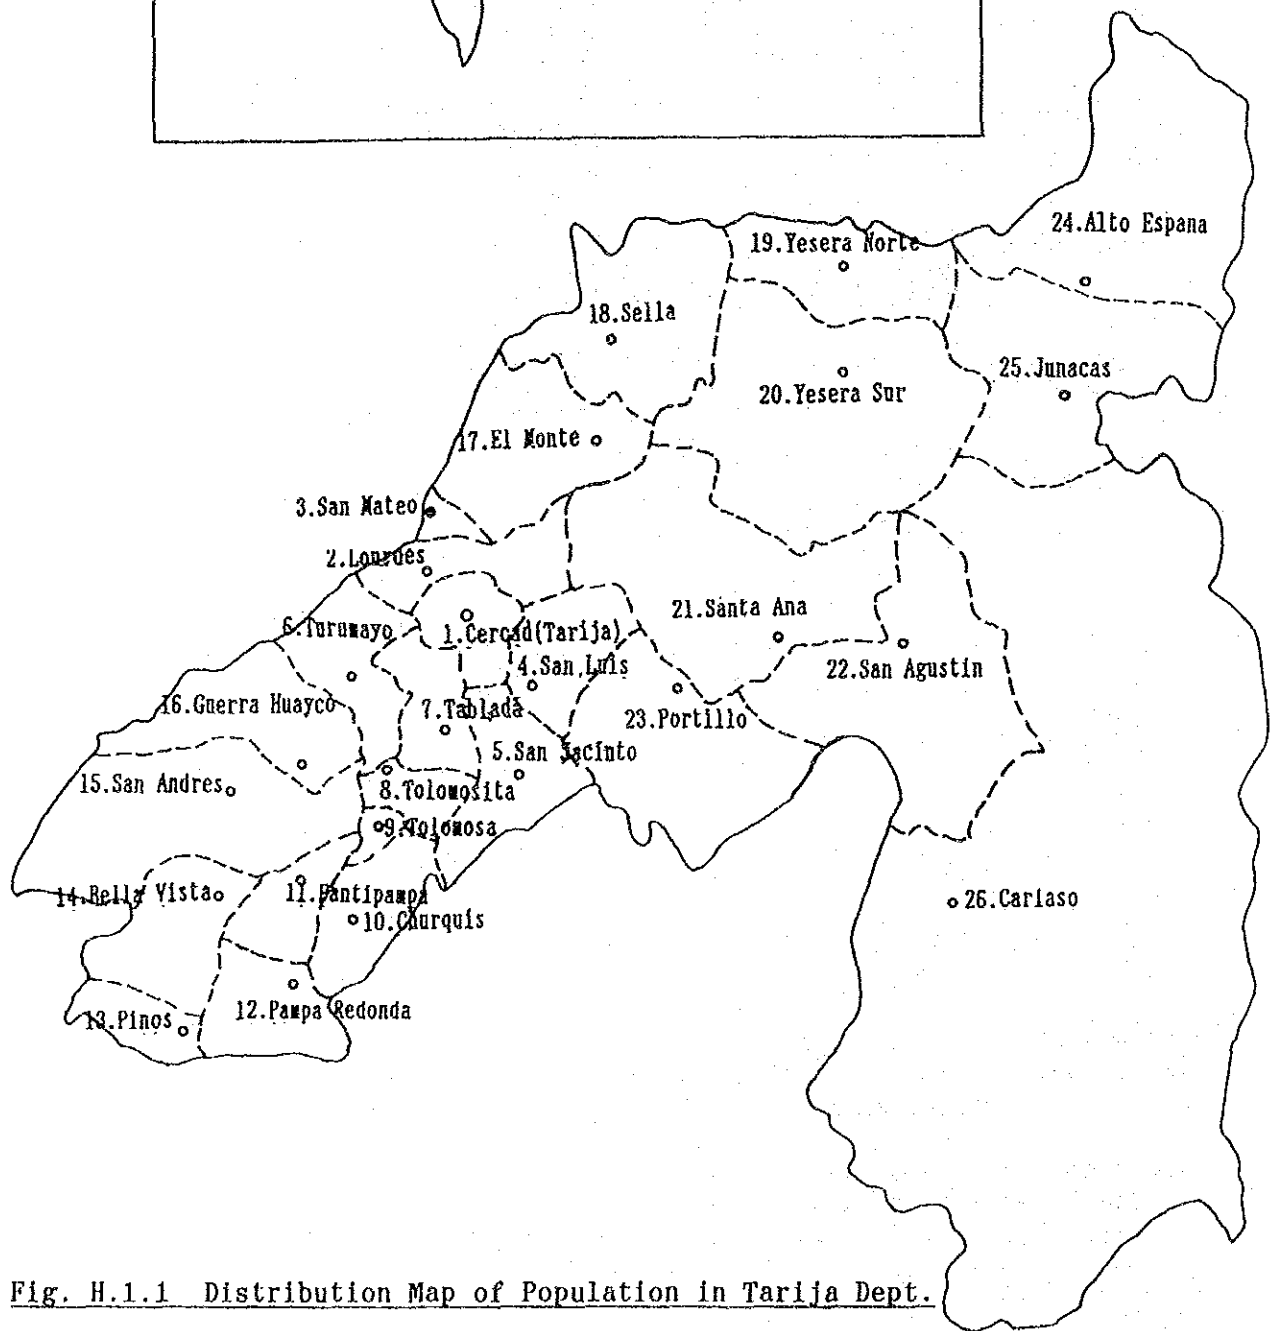 24.Alto Espana
19.Yesera Norte
18.Sella
25.Junacas
20.Yesera Sur
17.El Monte
3.San Mateo
2.Lourdes
21.Santa Ana
6.Turumayo
1.Cercad(Tarija)
4.San Luis
22.San Agustin
16.Guerra Huayco
7.Tablada
23.Portillo
5.San Jacinto
15.San Andres
8.Tolomosita
9.Tolomosa
14.Bella Vista
11.Pantipampa
26.Carlaso
10.Churquis
12.Pampa Redonda
13.Pinos
Fig. H.1.1 Distribution Map of Population in Tarija Dept.